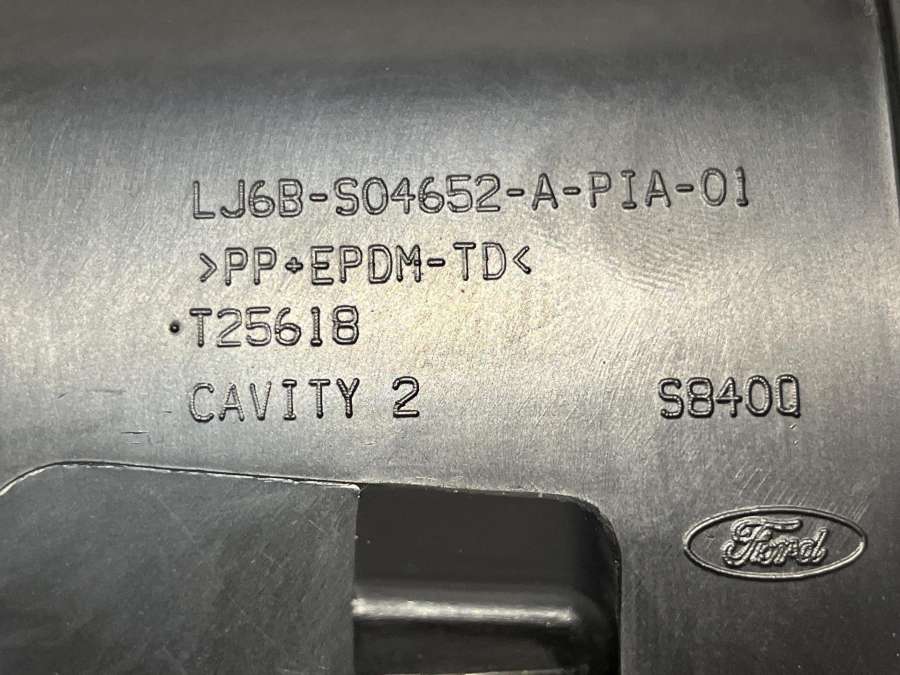 LJ6B-S04652-A-PIA-01
>PP+EPDM-TD<
•T25618
CAVITY 2
S840Q
Ford